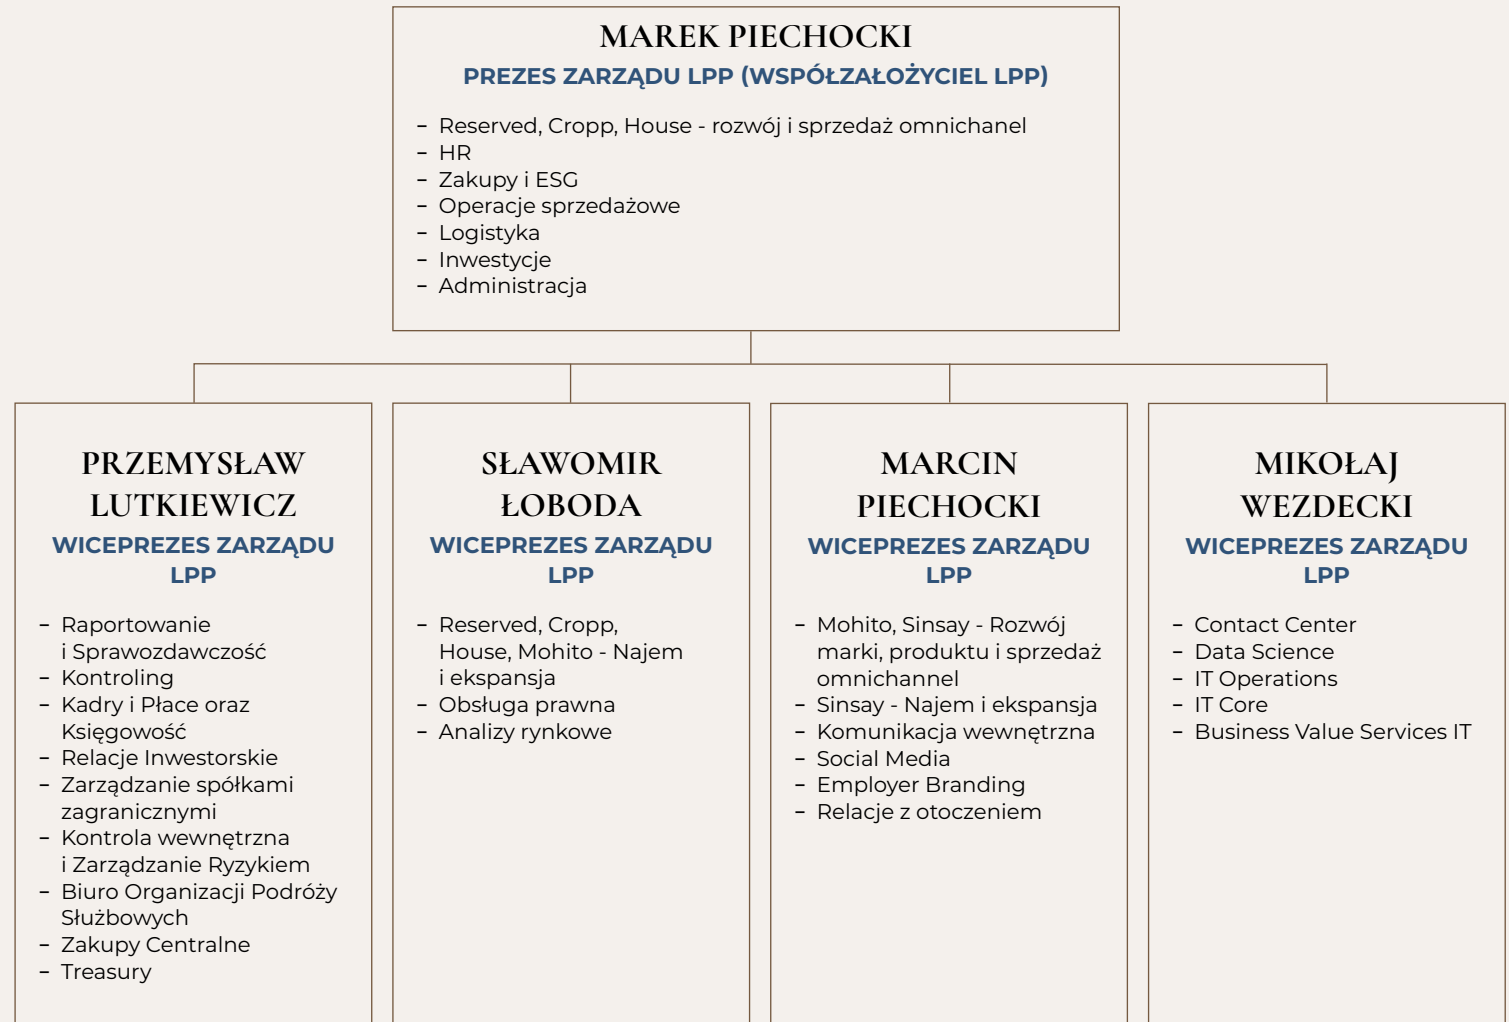 MAREK PIECHOCKI
PREZES ZARZĄDU LPP (WSPÓŁZAŁOŻYCIEL LPP)
– Reserved, Cropp, House - rozwój i sprzedaż omnichanel
– HR
– Zakupy i ESG
– Operacje sprzedażowe
– Logistyka
– Inwestycje
– Administracja
PRZEMYSŁAW
LUTKIEWICZ
WICEPREZES ZARZĄDU
LPP
– Raportowanie
i Sprawozdawczość
– Kontroling
– Kadry i Płace oraz
Księgowość
– Relacje Inwestorskie
– Zarządzanie spółkami
zagranicznymi
– Kontrola wewnętrzna
i Zarządzanie Ryzykiem
– Biuro Organizacji Podróży
Służbowych
– Zakupy Centralne
– Treasury
SŁAWOMIR
ŁOBODA
WICEPREZES ZARZĄDU
LPP
– Reserved, Cropp,
House, Mohito - Najem
i ekspansja
– Obsługa prawna
– Analizy rynkowe
MARCIN
PIECHOCKI
WICEPREZES ZARZĄDU
LPP
– Mohito, Sinsay - Rozwój
marki, produktu i sprzedaż
omnichannel
– Sinsay - Najem i ekspansja
– Komunikacja wewnętrzna
– Social Media
– Employer Branding
– Relacje z otoczeniem
MIKOŁAJ
WEZDECKI
WICEPREZES ZARZĄDU
LPP
– Contact Center
– Data Science
– IT Operations
– IT Core
– Business Value Services IT